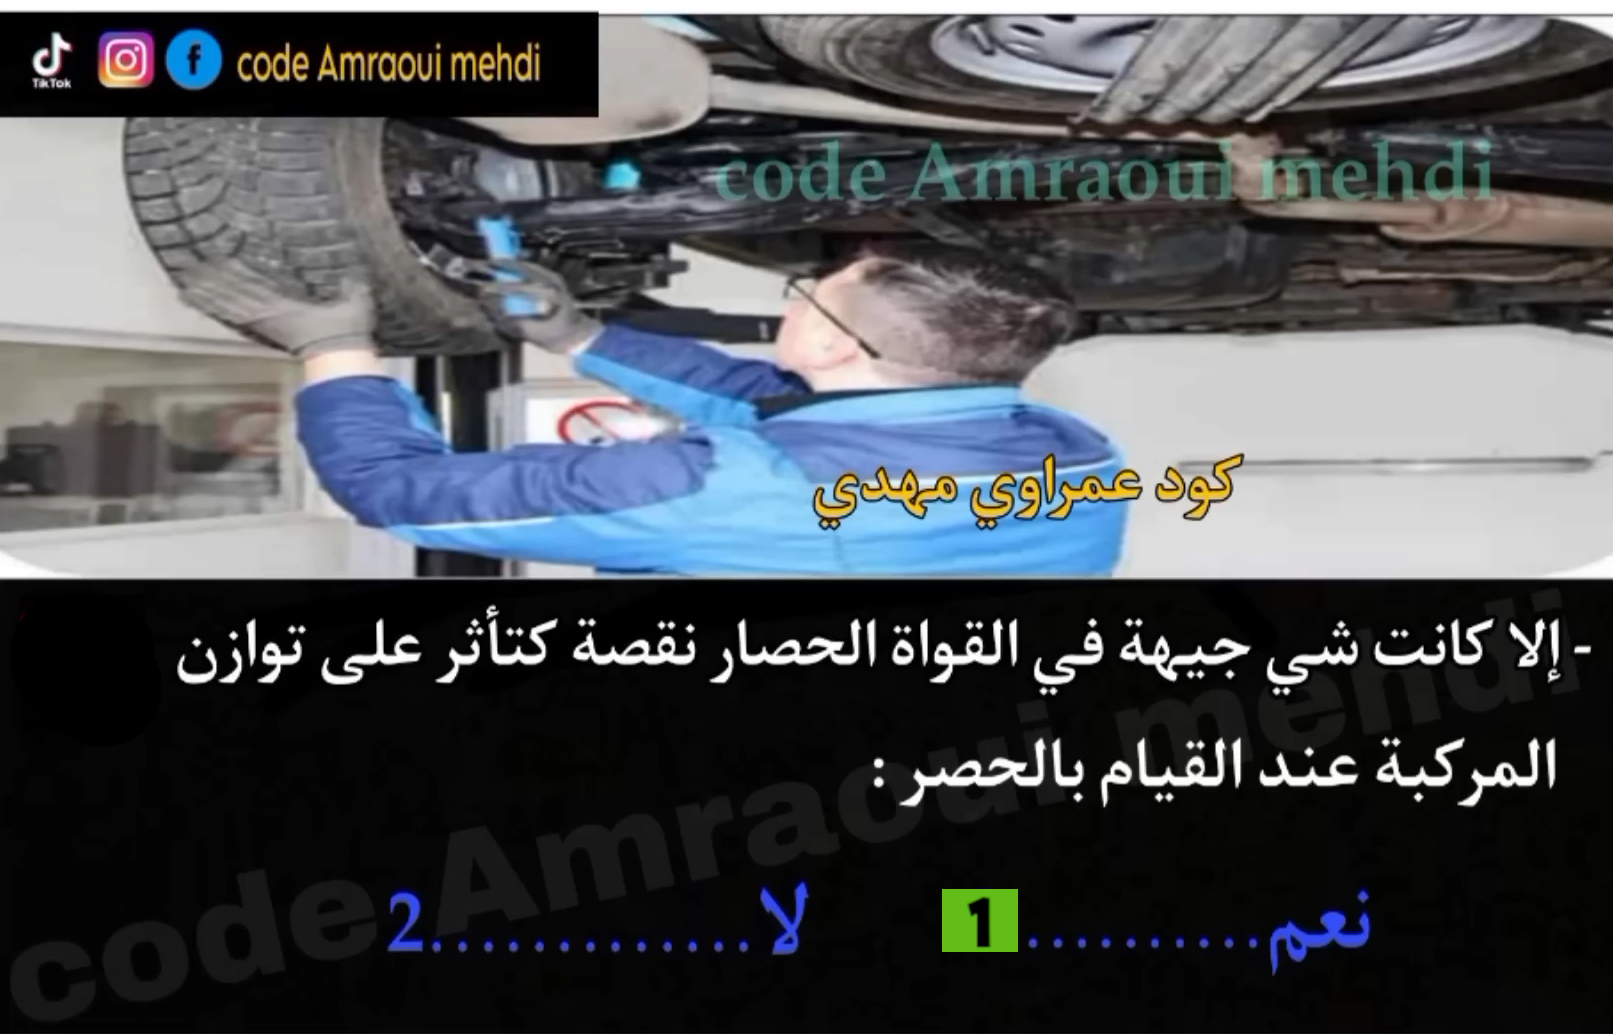 TikTok
code Amraoui mehdi
code Amraoui mehdi
كود عمراوي مهدي
- إلا كانت شي جيهة في القواة الحصار نقصة كتأثر على توازن
المركبة عند القيام بالحصر :
نعم..........1
لا.............2
code Amraoui mehdi